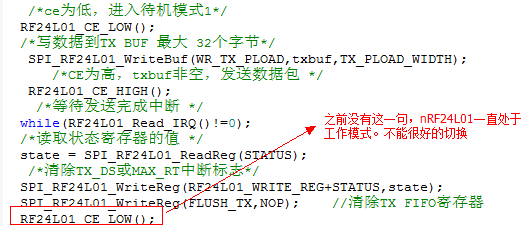 /*ce为低，进入待机模式1*/
RF24L01_CE_LOW();
/*写数据到TX BUF 最大 32个字节*/
SPI_RF24L01_WriteBuf(WR_TX_PLOAD,txbuf,TX_PLOAD_WIDTH);
/*CE为高，txbuf非空，发送数据包 */
RF24L01_CE_HIGH();
/*等待发送完成中断 */
while(RF24L01_Read_IRQ()!=0);
/*读取状态寄存器的值 */
state = SPI_RF24L01_ReadReg(STATUS);
/*清除TX_DS或MAX_RT中断标志*/
SPI_RF24L01_WriteReg(RF24L01_WRITE_REG+STATUS,state);
SPI_RF24L01_WriteReg(FLUSH_TX,NOP); //清除TX FIFO寄存器
RF24L01_CE_LOW();
之前没有这一句，nRF24L01一直处于
工作模式。不能很好的切换